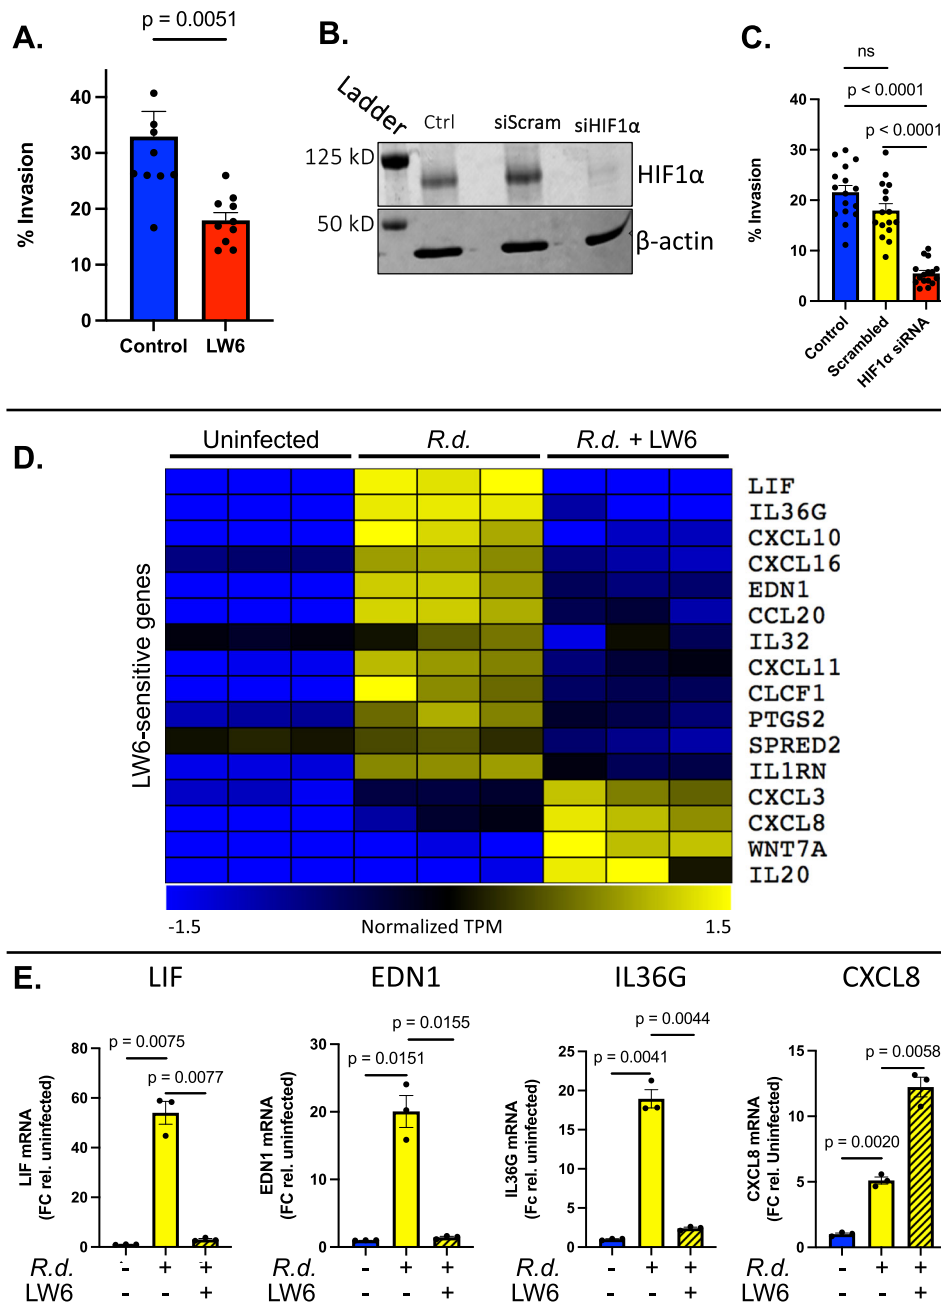 A.
p = 0.0051
% Invasion
40
30
20
10
0
Control
LW6
B.
Ladder
Ctrl
siScram
siHIF1α
125 kD
HIF1α
50 kD
β-actin
C.
ns
p < 0.0001
p < 0.0001
% Invasion
40
30
20
10
0
Control
Scrambled
HIF1α siRNA
D.
Uninfected
R.d.
R.d. + LW6
LW6-sensitive genes
LIF
IL36G
CXCL10
CXCL16
EDN1
CCL20
IL32
CXCL11
CLCF1
PTGS2
SPRED2
IL1RN
CXCL3
CXCL8
WNT7A
IL20
-1.5
Normalized TPM
1.5
E.
LIF
p = 0.0075
p = 0.0077
LIF mRNA
(FC rel. uninfected)
80
60
40
20
0
R.d. - + +
LW6 - - +
EDN1
p = 0.0155
p = 0.0151
EDN1 mRNA
(FC rel. uninfected)
30
20
10
0
- + +
- - +
IL36G
p = 0.0044
p = 0.0041
IL36G mRNA
(Fc rel. uninfected)
25
20
15
10
5
0
- + +
- - +
CXCL8
p = 0.0058
p = 0.0020
CXCL8 mRNA
(FC rel. Uninfected)
15
10
5
0
- + +
- - +